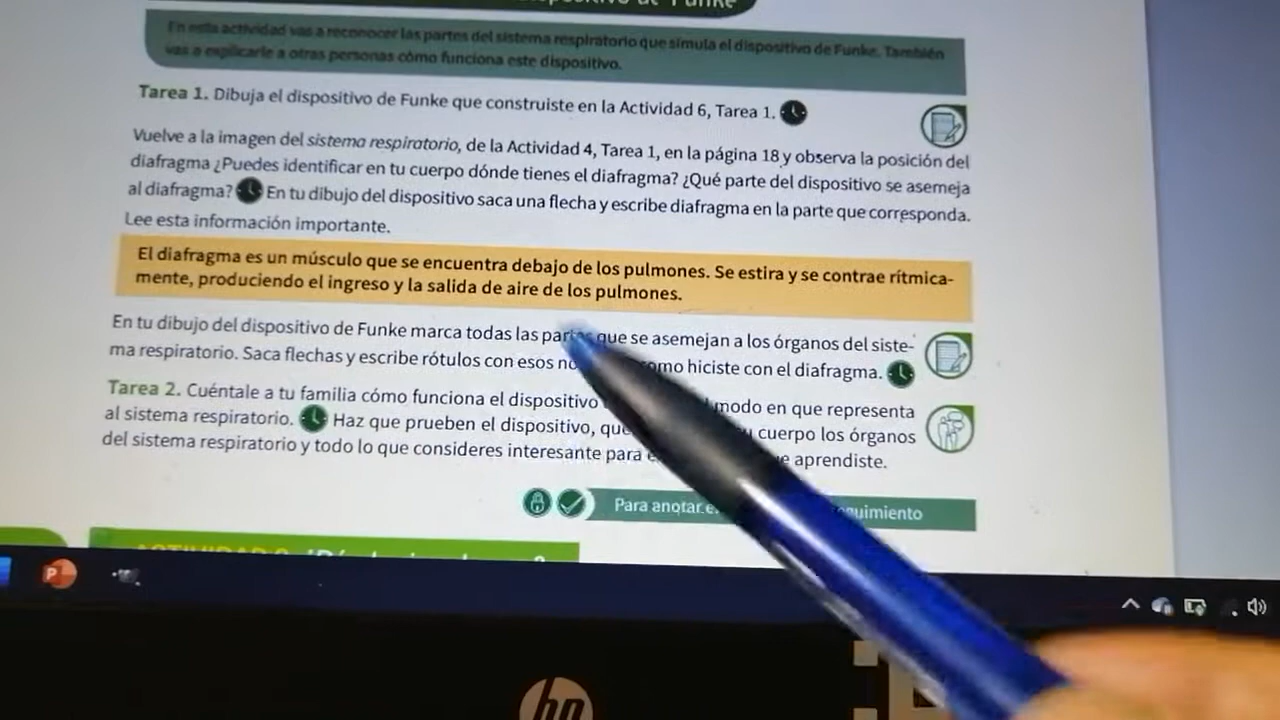 En esta actividad vas a reconocer las partes del sistema respiratorio que simula el dispositivo de Funke. También
vas a explicarle a otras personas cómo funciona este dispositivo.
Tarea 1. Dibuja el dispositivo de Funke que construiste en la Actividad 6, Tarea 1.
Vuelve a la imagen del sistema respiratorio, de la Actividad 4, Tarea 1, en la página 18 y observa la posición del
diafragma ¿Puedes identificar en tu cuerpo dónde tienes el diafragma? ¿Qué parte del dispositivo se asemeja
al diafragma? En tu dibujo del dispositivo saca una flecha y escribe diafragma en la parte que corresponda.
Lee esta información importante.
El diafragma es un músculo que se encuentra debajo de los pulmones. Se estira y se contrae rítmica-
mente, produciendo el ingreso y la salida de aire de los pulmones.
En tu dibujo del dispositivo de Funke marca todas las partes que se asemejan a los órganos del siste-
ma respiratorio. Saca flechas y escribe rótulos con esos como hiciste con el diafragma.
Tarea 2. Cuéntale a tu familia cómo funciona el dispositivo modo en que representa
al sistema respiratorio. Haz que prueben el dispositivo, que cuerpo los órganos
del sistema respiratorio y todo lo que consideres interesante para aprendiste.
Para anotar
hp